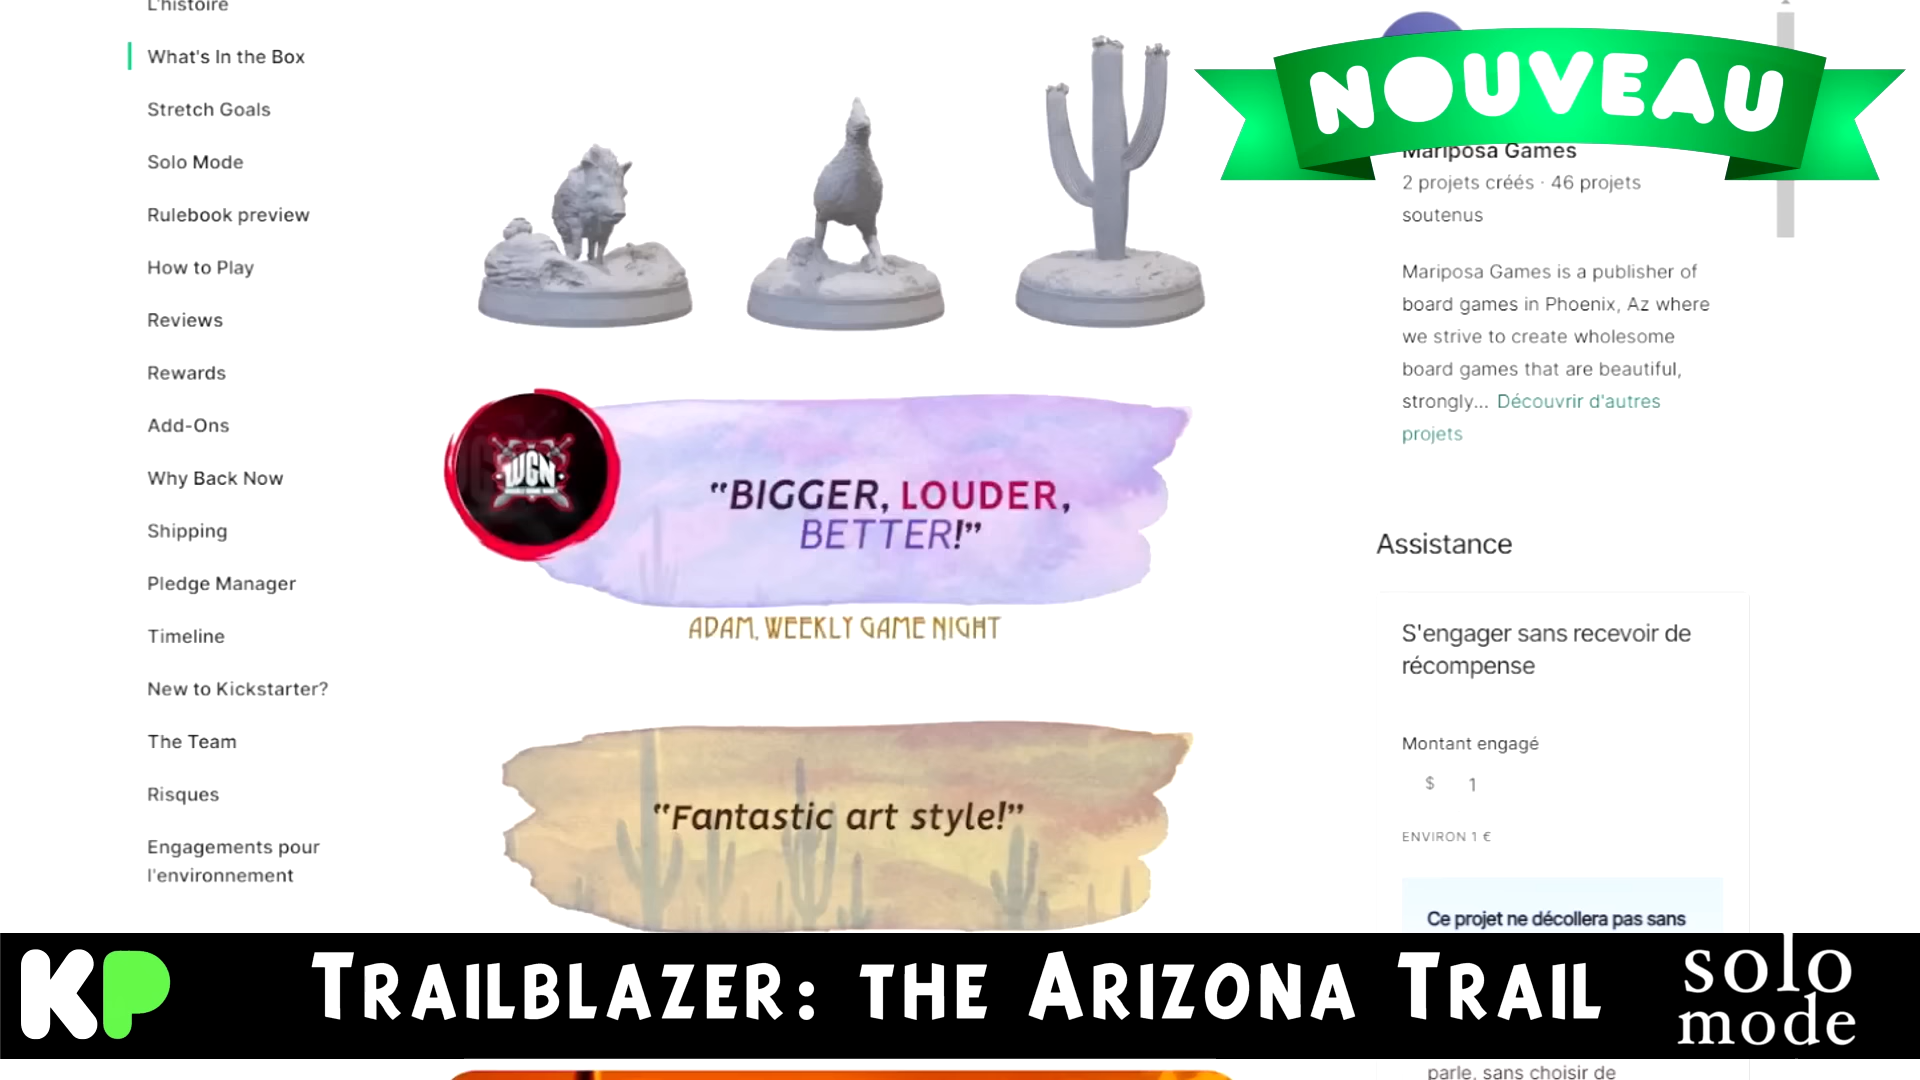 L'histoire
What's In the Box
Stretch Goals
Solo Mode
Rulebook preview
How to Play
Reviews
Rewards
Add-Ons
Why Back Now
Shipping
Pledge Manager
Timeline
New to Kickstarter?
The Team
Risques
Engagements pour
l'environnement
WGN
“BIGGER, LOUDER,
BETTER!”
ADAM, WEEKLY GAME NIGHT
“Fantastic art style!”
NOUVEAU
Mariposa Games
2 projets créés · 46 projets
soutenus
Mariposa Games is a publisher of
board games in Phoenix, Az where
we strive to create wholesome
board games that are beautiful,
strongly... Découvrir d'autres
projets
Assistance
S'engager sans recevoir de
récompense
Montant engagé
$ 1
ENVIRON 1 €
Ce projet ne décollera pas sans
KP
TRAILBLAZER: THE ARIZONA TRAIL
solo
mode
parle, sans choisir de